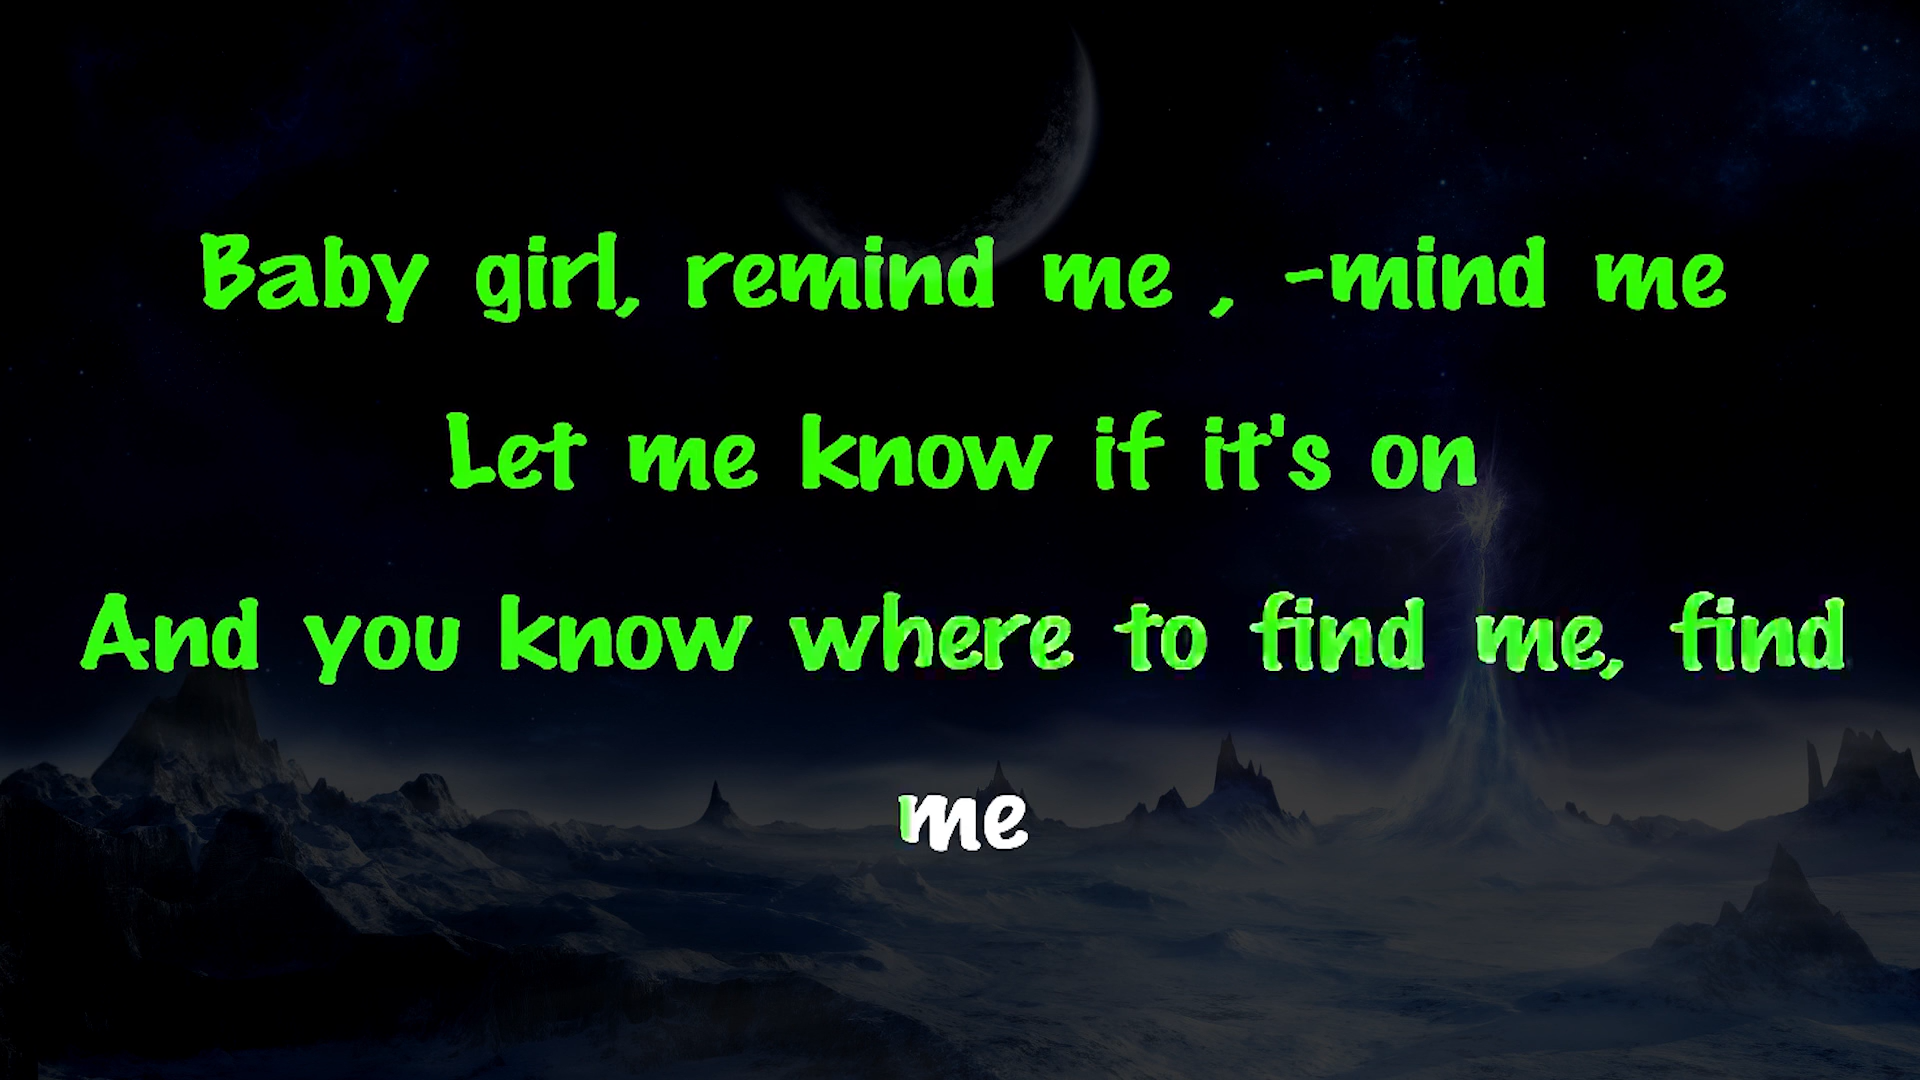 Baby girl, remind me , -mind me
Let me know if it's on
And you know where to find me, find
me